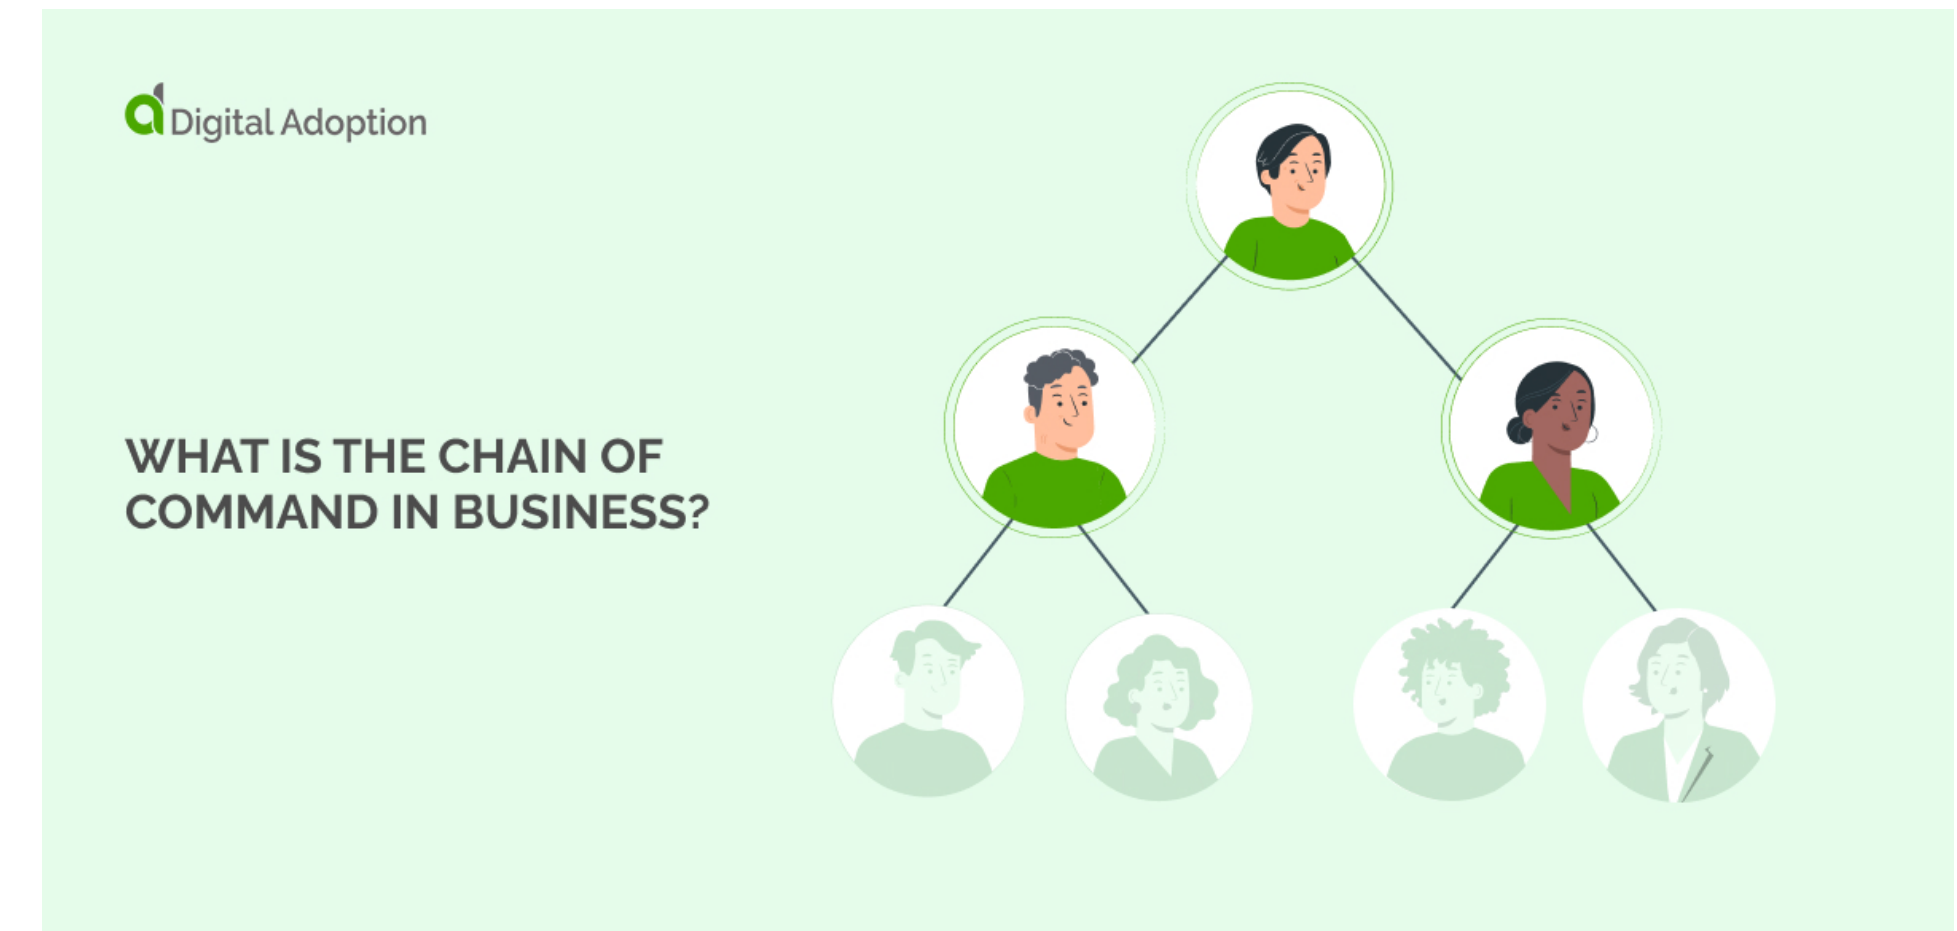 Digital Adoption
WHAT IS THE CHAIN OF
COMMAND IN BUSINESS?